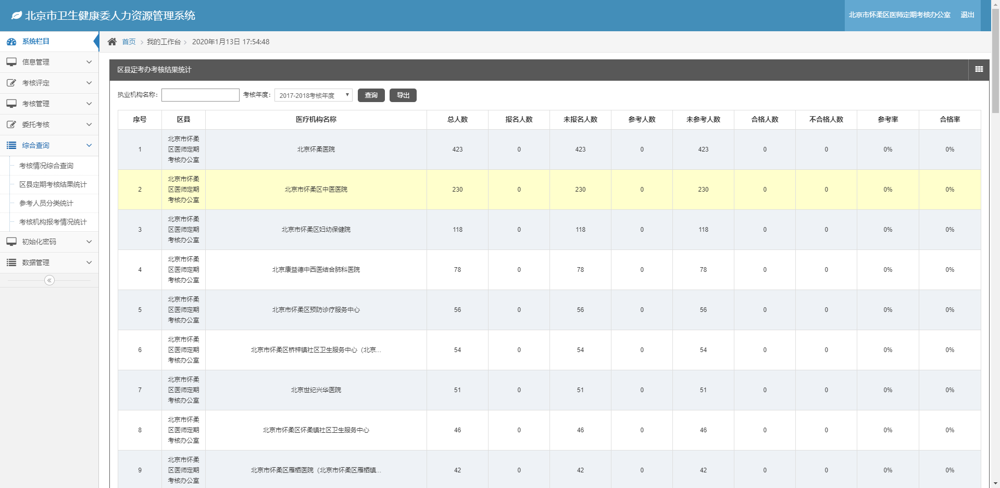 北京市卫生健康委人力资源管理系统
北京市怀柔区医师定期考核办公室 退出
系统栏目
首页 我的工作台 2020年1月13日 17:54:48
信息管理
考核评定
考核管理
委托考核
综合查询
考核情况综合查询
区县定期考核结果统计
参考人员分类统计
考核机构报考情况统计
初始化密码
数据管理
区县定考办考核结果统计
执业机构名称: 考核年度: 2017-2018考核年度 查询 导出
序号 区县 医疗机构名称 总人数 报名人数 未报名人数 参考人数 未参考人数 合格人数 不合格人数 参考率 合格率
北京市怀柔
1 区医师定期 北京怀柔医院 423 0 423 0 423 0 0 0% 0%
考核办公室
北京市怀柔
2 区医师定期 北京市怀柔区中医医院 230 0 230 0 230 0 0 0% 0%
考核办公室
北京市怀柔
3 区医师定期 北京市怀柔区妇幼保健院 118 0 118 0 118 0 0 0% 0%
考核办公室
北京市怀柔
4 区医师定期 北京康益德中西医结合肺科医院 78 0 78 0 78 0 0 0% 0%
考核办公室
北京市怀柔
5 区医师定期 北京市怀柔区预防诊疗服务中心 56 0 56 0 56 0 0 0% 0%
考核办公室
北京市怀柔
6 区医师定期 北京市怀柔区桥梓镇社区卫生服务中心（北京... 54 0 54 0 54 0 0 0% 0%
考核办公室
北京市怀柔
7 区医师定期 北京世纪兴华医院 51 0 51 0 51 0 0 0% 0%
考核办公室
北京市怀柔
8 区医师定期 北京市怀柔区怀柔镇社区卫生服务中心 46 0 46 0 46 0 0 0% 0%
考核办公室
北京市怀柔
9 区医师定期 北京市怀柔区雁栖医院（北京市怀柔区雁栖镇... 42 0 42 0 42 0 0 0% 0%
考核办公室